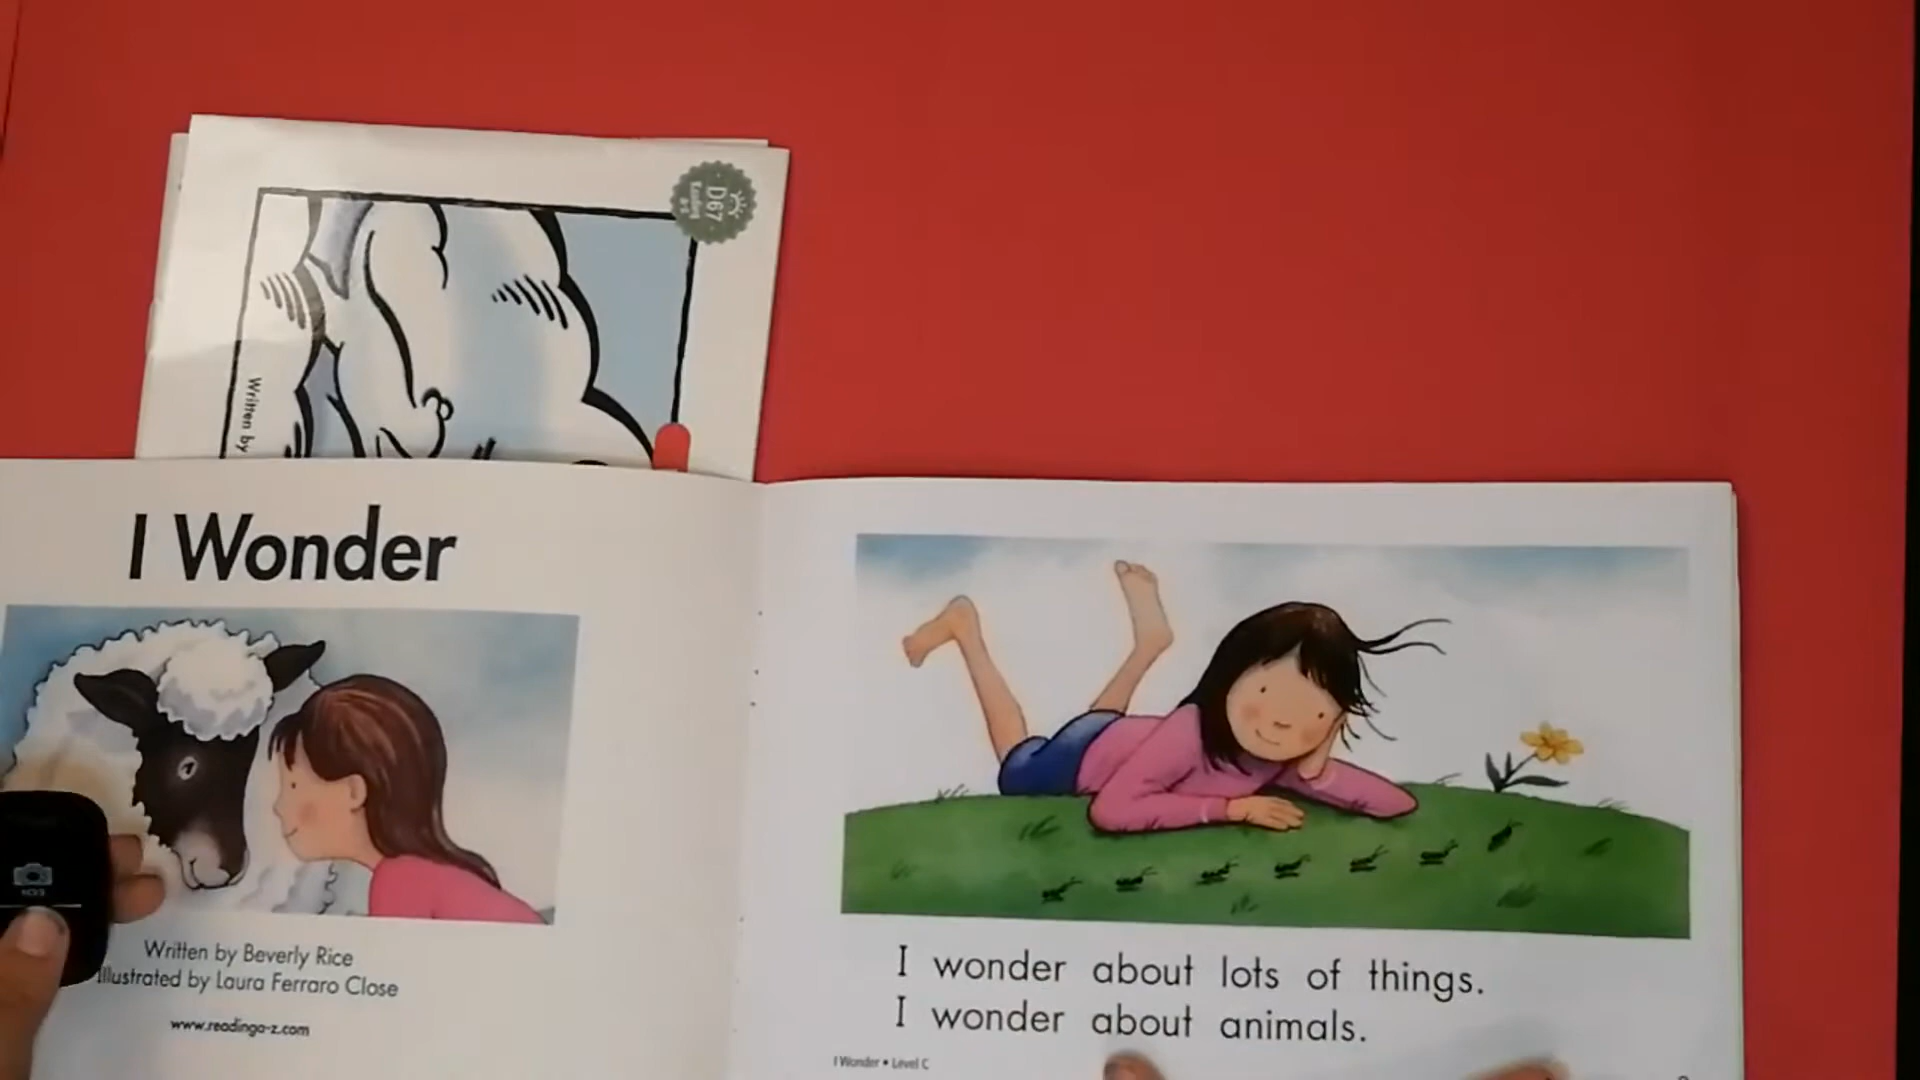 D67
Reading
a-z
Written by
I Wonder
Written by Beverly Rice
Illustrated by Laura Ferraro Close
www.readinga-z.com
I wonder about lots of things.
I wonder about animals.
I Wonder • Level C